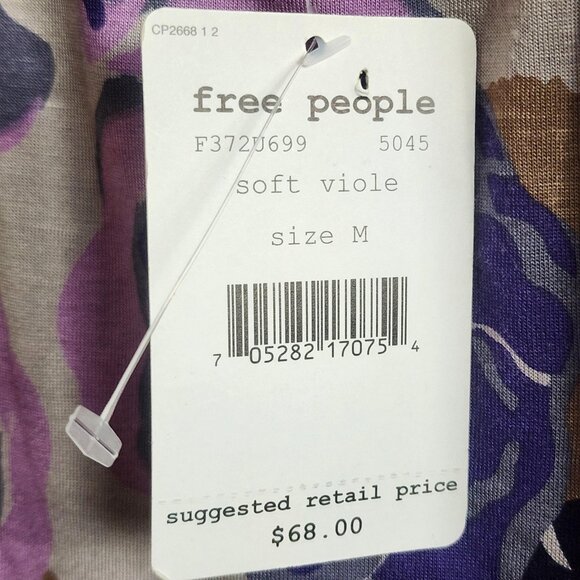 CP2668 1 2
free people
F372U699 5045
soft viole
size M
7 05282 17075 4
suggested retail price
$68.00